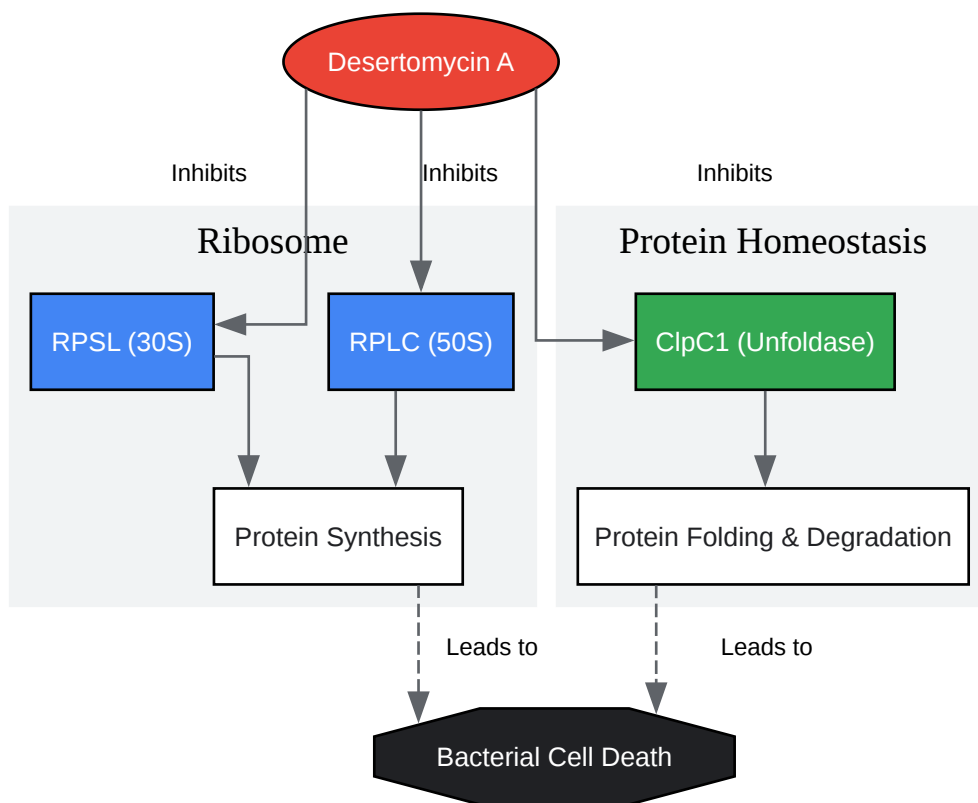 Desertomycin A
Inhibits
Inhibits
Inhibits
Ribosome
Protein Homeostasis
RPSL (30S)
RPLC (50S)
ClpC1 (Unfoldase)
Protein Synthesis
Protein Folding & Degradation
Leads to
Leads to
Bacterial Cell Death